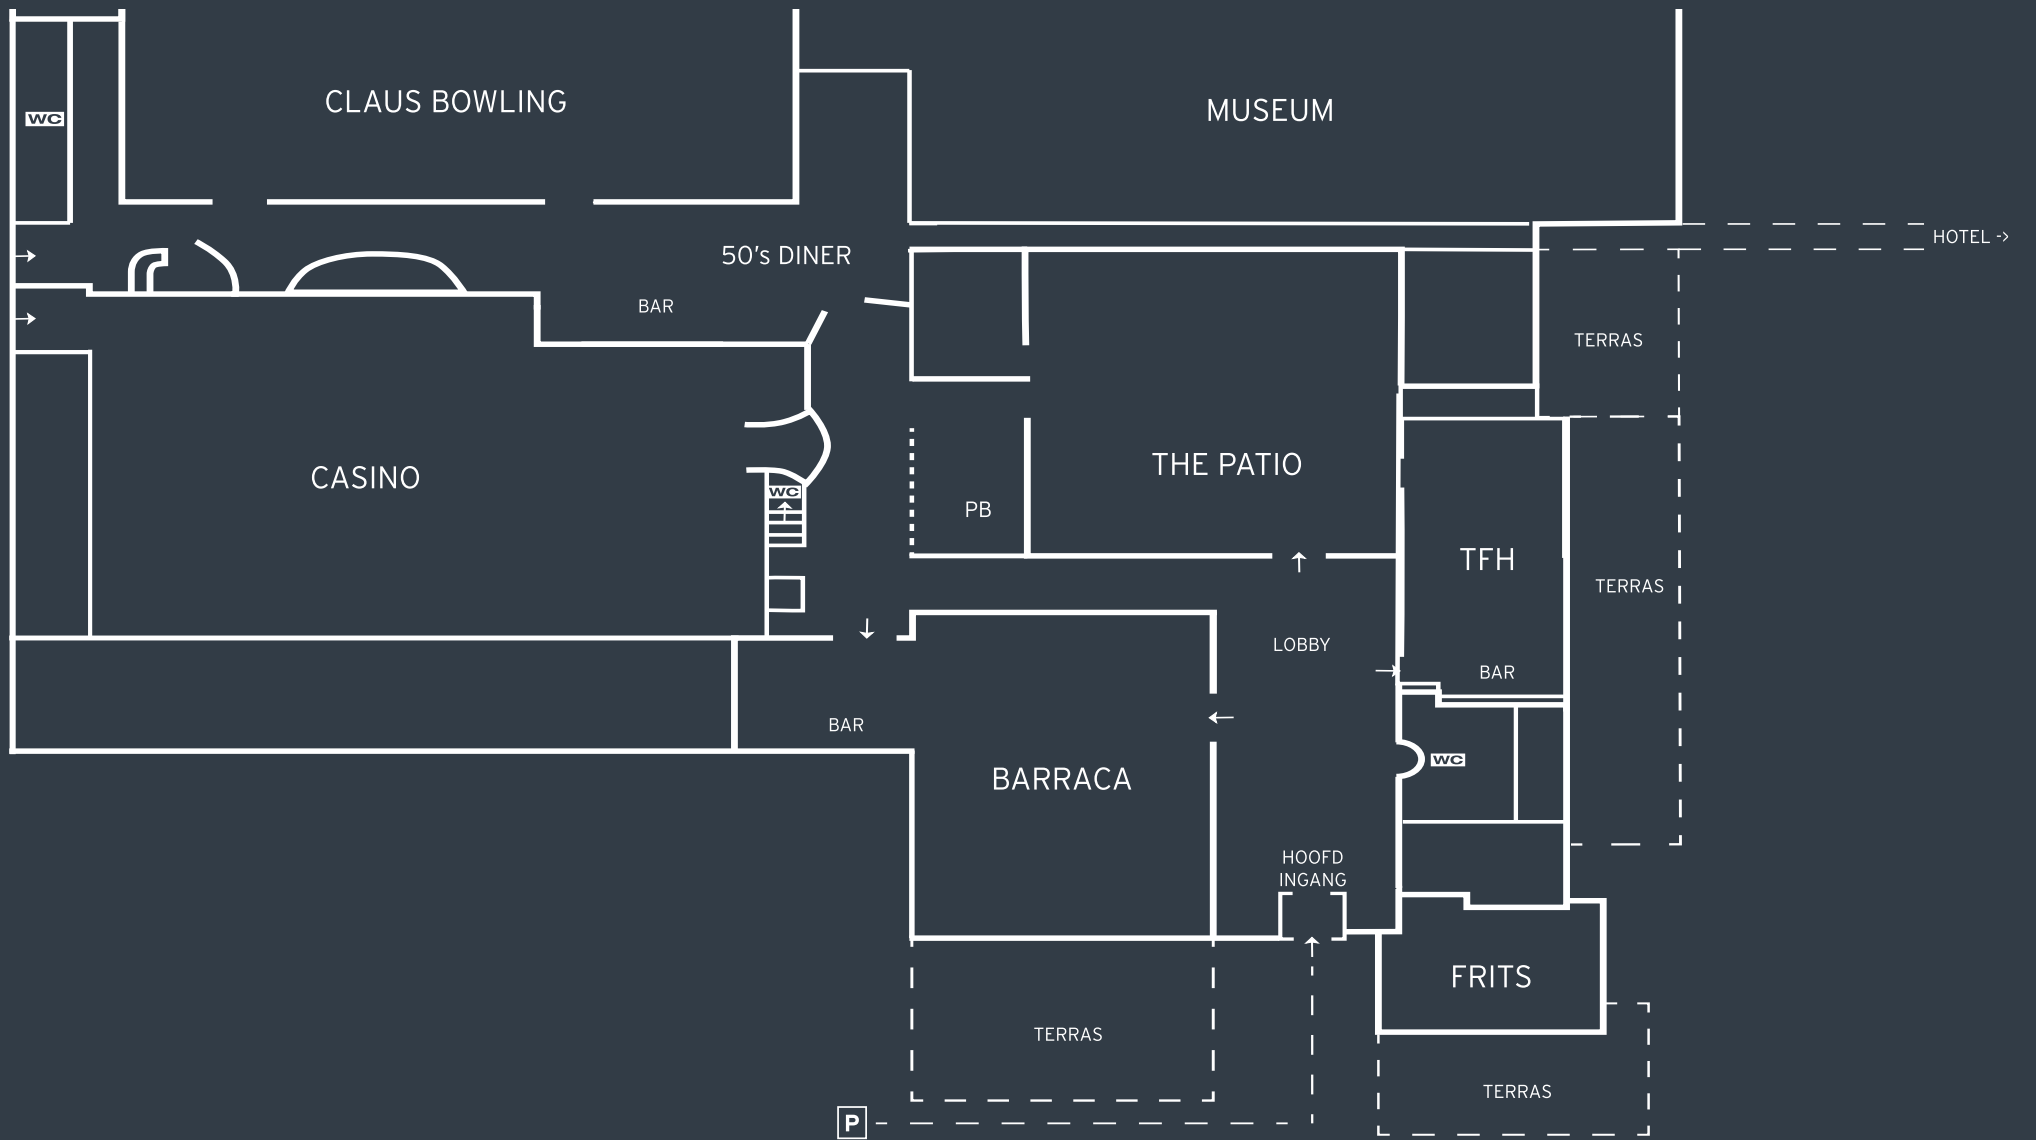 CLAUS BOWLING
MUSEUM
WC
HOTEL ->
50's DINER
BAR
TERRAS
THE PATIO
CASINO
WC
PB
TFH
TERRAS
LOBBY
BAR
BAR
WC
BARRACA
HOOFD
INGANG
FRITS
TERRAS
TERRAS
P